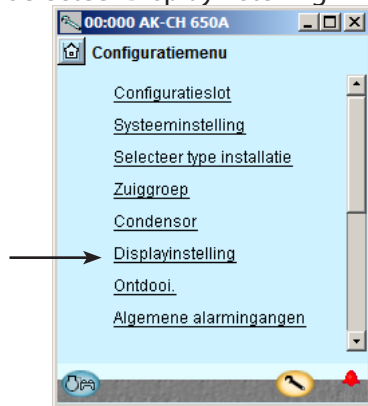 00:000 AK-CH 650A
Configuratiemenu
Configuratieslot
Systeeminstelling
Selecteer type installatie
Zuiggroep
Condensor
Displayinstelling
Ontdooi.
Algemene alarmingangen